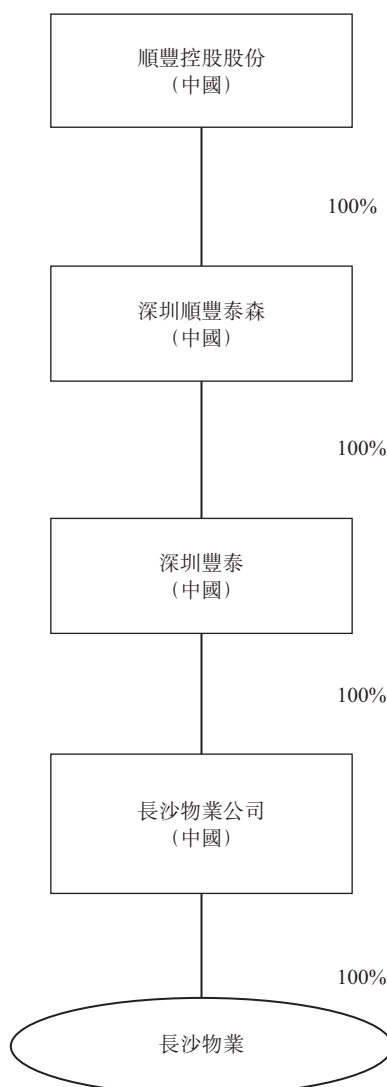 順豐控股股份
（中國）
100%
深圳順豐泰森
（中國）
100%
深圳豐泰
（中國）
100%
長沙物業公司
（中國）
100%
長沙物業